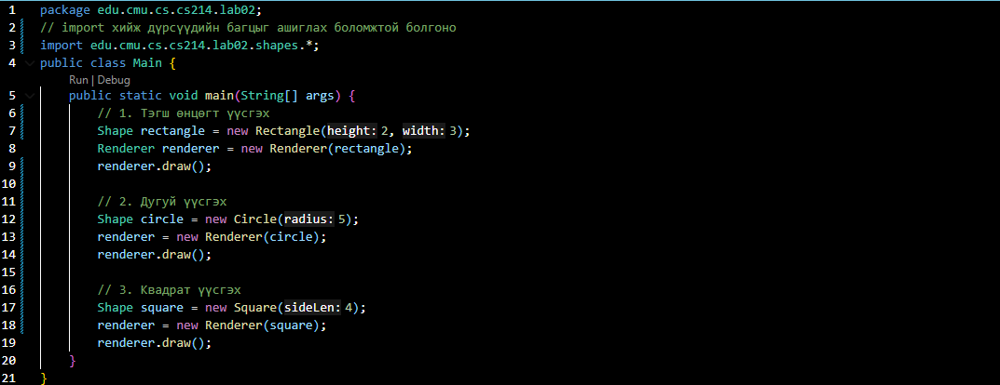 1 package edu.cmu.cs.cs214.lab02;
2 // import хийж дүрсүүдийн багцыг ашиглах боломжтой болгоно
3 import edu.cmu.cs.cs214.lab02.shapes.*;
4 public class Main {
Run | Debug
5 public static void main(String[] args) {
6 // 1. Тэгш өнцөгт үүсгэх
7 Shape rectangle = new Rectangle(height: 2, width: 3);
8 Renderer renderer = new Renderer(rectangle);
9 renderer.draw();
10
11 // 2. Дугуй үүсгэх
12 Shape circle = new Circle(radius: 5);
13 renderer = new Renderer(circle);
14 renderer.draw();
15
16 // 3. Квадрат үүсгэх
17 Shape square = new Square(sideLen: 4);
18 renderer = new Renderer(square);
19 renderer.draw();
20 }
21 }